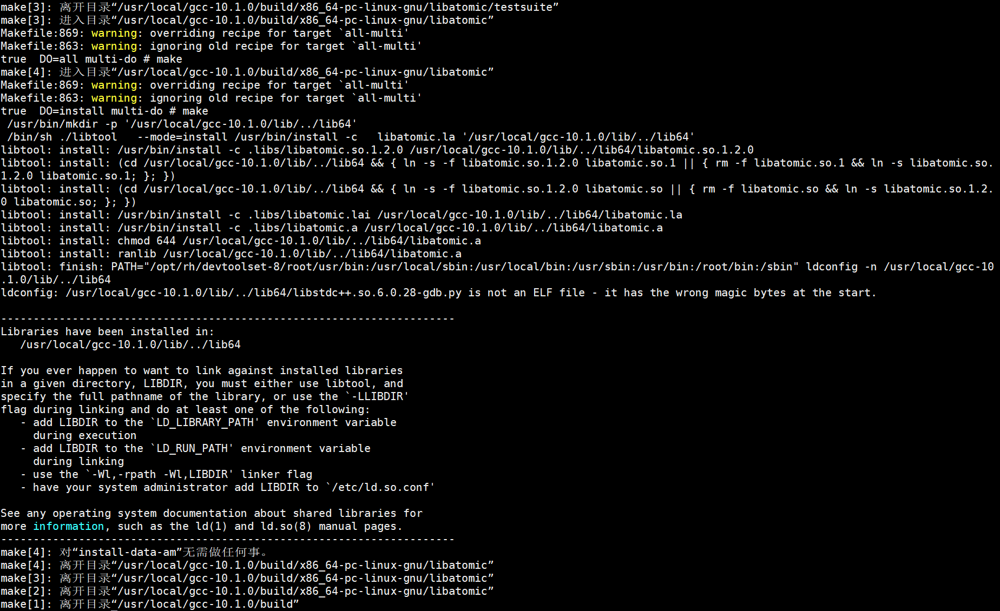 make[3]: 离开目录“/usr/local/gcc-10.1.0/build/x86_64-pc-linux-gnu/libatomic/testsuite”
make[3]: 进入目录“/usr/local/gcc-10.1.0/build/x86_64-pc-linux-gnu/libatomic”
Makefile:869: warning: overriding recipe for target `all-multi'
Makefile:863: warning: ignoring old recipe for target `all-multi'
true  DO=all multi-do # make
make[4]: 进入目录“/usr/local/gcc-10.1.0/build/x86_64-pc-linux-gnu/libatomic”
Makefile:869: warning: overriding recipe for target `all-multi'
Makefile:863: warning: ignoring old recipe for target `all-multi'
true  DO=install multi-do # make
 /usr/bin/mkdir -p '/usr/local/gcc-10.1.0/lib/../lib64'
 /bin/sh ./libtool   --mode=install /usr/bin/install -c   libatomic.la '/usr/local/gcc-10.1.0/lib/../lib64'
libtool: install: /usr/bin/install -c .libs/libatomic.so.1.2.0 /usr/local/gcc-10.1.0/lib/../lib64/libatomic.so.1.2.0
libtool: install: (cd /usr/local/gcc-10.1.0/lib/../lib64 && { ln -s -f libatomic.so.1.2.0 libatomic.so.1 || { rm -f libatomic.so.1 && ln -s libatomic.so.
1.2.0 libatomic.so.1; }; })
libtool: install: (cd /usr/local/gcc-10.1.0/lib/../lib64 && { ln -s -f libatomic.so.1.2.0 libatomic.so || { rm -f libatomic.so && ln -s libatomic.so.1.2.
0 libatomic.so; }; })
libtool: install: /usr/bin/install -c .libs/libatomic.lai /usr/local/gcc-10.1.0/lib/../lib64/libatomic.la
libtool: install: /usr/bin/install -c .libs/libatomic.a /usr/local/gcc-10.1.0/lib/../lib64/libatomic.a
libtool: install: chmod 644 /usr/local/gcc-10.1.0/lib/../lib64/libatomic.a
libtool: install: ranlib /usr/local/gcc-10.1.0/lib/../lib64/libatomic.a
libtool: finish: PATH="/opt/rh/devtoolset-8/root/usr/bin:/usr/local/sbin:/usr/local/bin:/usr/sbin:/usr/bin:/root/bin:/sbin" ldconfig -n /usr/local/gcc-10
.1.0/lib/../lib64
ldconfig: /usr/local/gcc-10.1.0/lib/../lib64/libstdc++.so.6.0.28-gdb.py is not an ELF file - it has the wrong magic bytes at the start.

----------------------------------------------------------------------
Libraries have been installed in:
   /usr/local/gcc-10.1.0/lib/../lib64

If you ever happen to want to link against installed libraries
in a given directory, LIBDIR, you must either use libtool, and
specify the full pathname of the library, or use the `-LLIBDIR'
flag during linking and do at least one of the following:
   - add LIBDIR to the `LD_LIBRARY_PATH' environment variable
     during execution
   - add LIBDIR to the `LD_RUN_PATH' environment variable
     during linking
   - use the `-Wl,-rpath -Wl,LIBDIR' linker flag
   - have your system administrator add LIBDIR to `/etc/ld.so.conf'

See any operating system documentation about shared libraries for
more information, such as the ld(1) and ld.so(8) manual pages.
----------------------------------------------------------------------
make[4]: 对“install-data-am”无需做任何事。
make[4]: 离开目录“/usr/local/gcc-10.1.0/build/x86_64-pc-linux-gnu/libatomic”
make[3]: 离开目录“/usr/local/gcc-10.1.0/build/x86_64-pc-linux-gnu/libatomic”
make[2]: 离开目录“/usr/local/gcc-10.1.0/build/x86_64-pc-linux-gnu/libatomic”
make[1]: 离开目录“/usr/local/gcc-10.1.0/build”